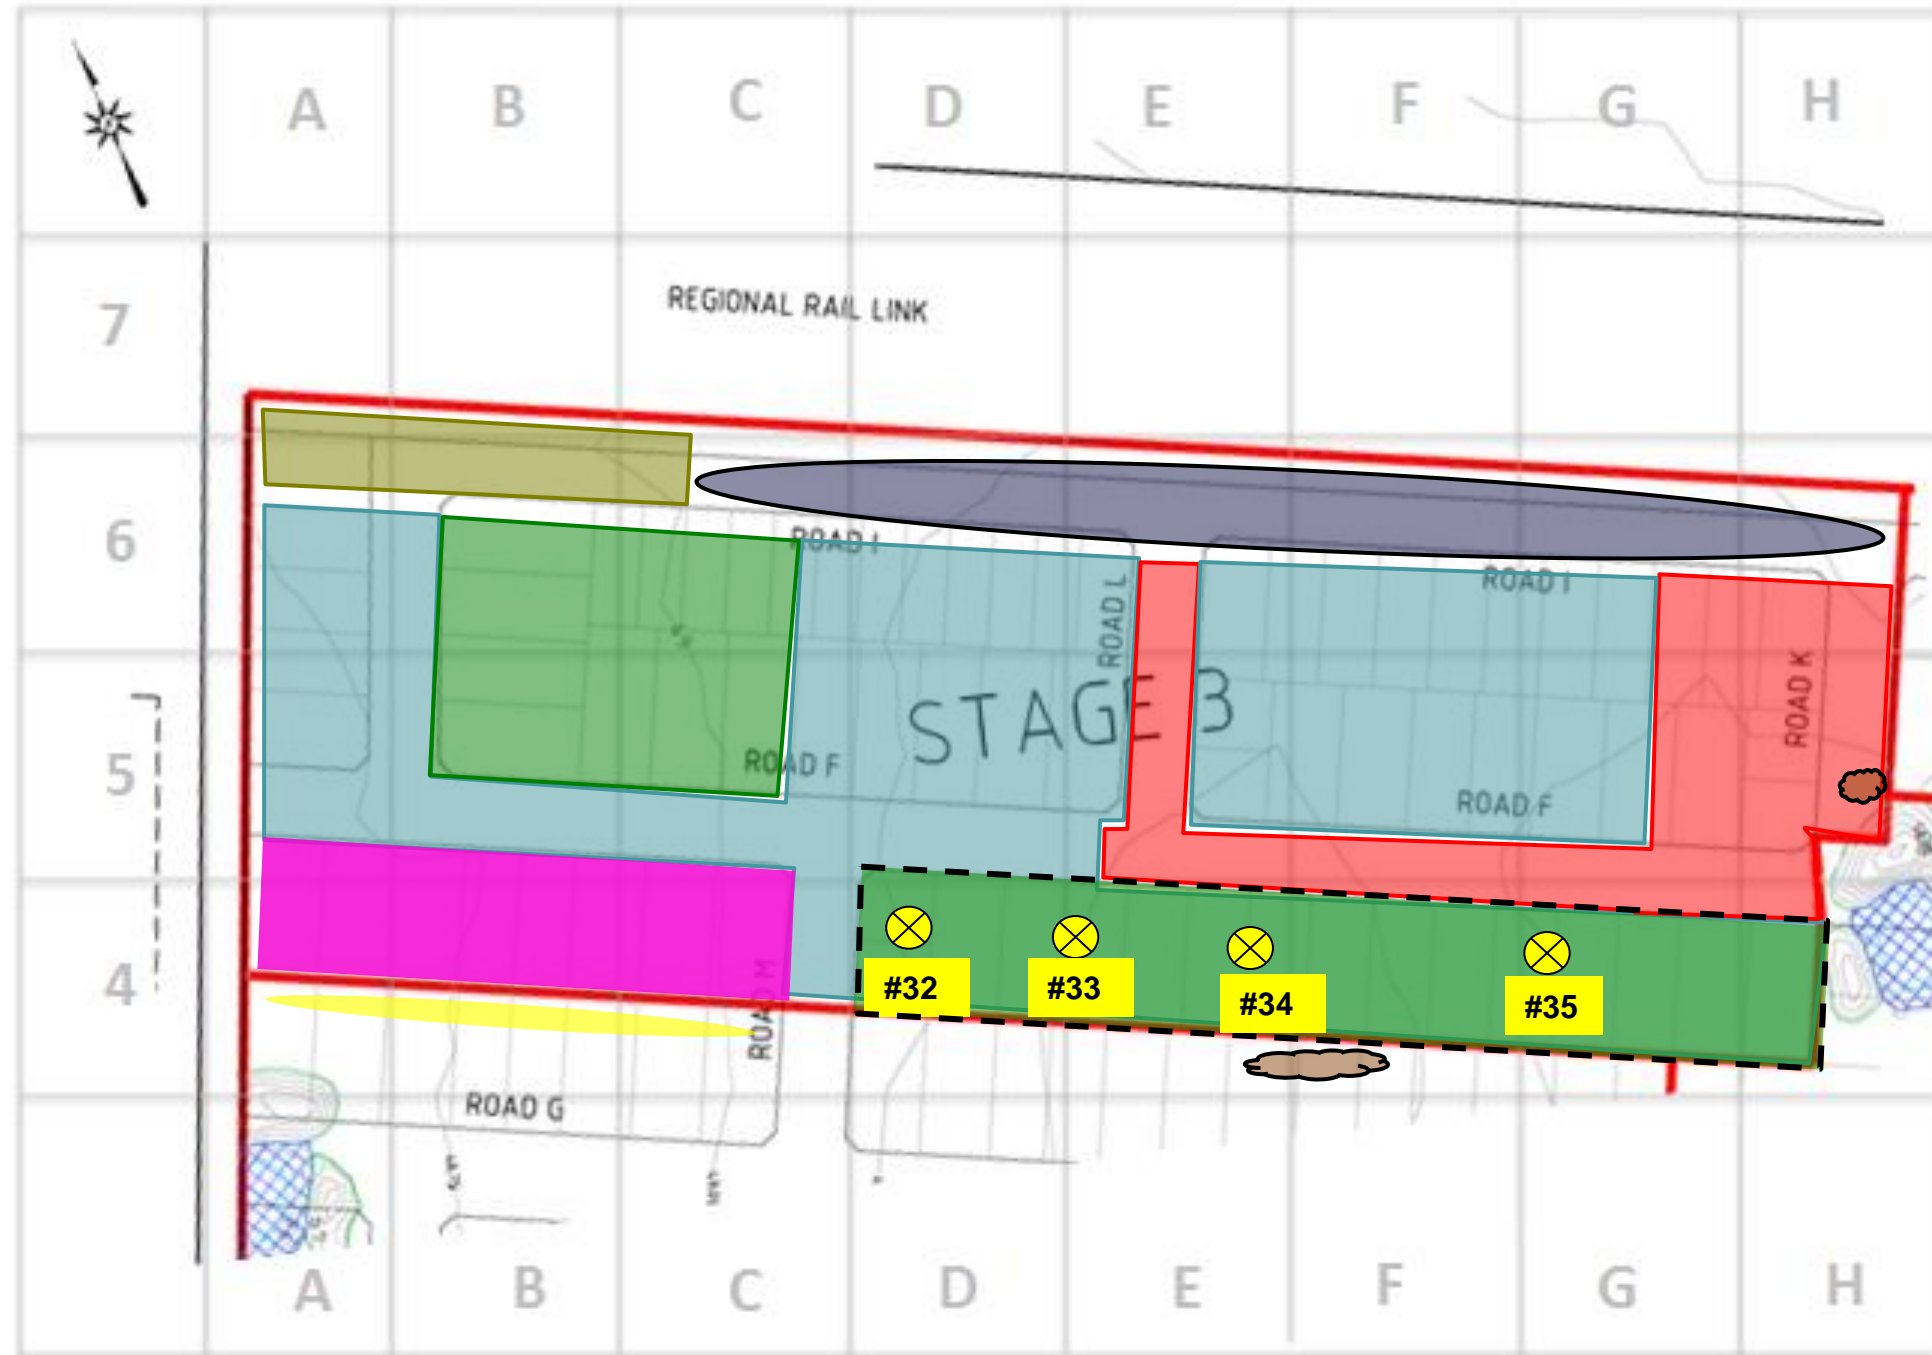 A B C D E F G H
7
REGIONAL RAIL LINK
6
ROAD I
ROAD I
ROAD L
ROAD K
STAGE 3
5
ROAD F
ROAD F
4
#32
#33
#34
#35
ROAD M
ROAD G
A B C D E F G H